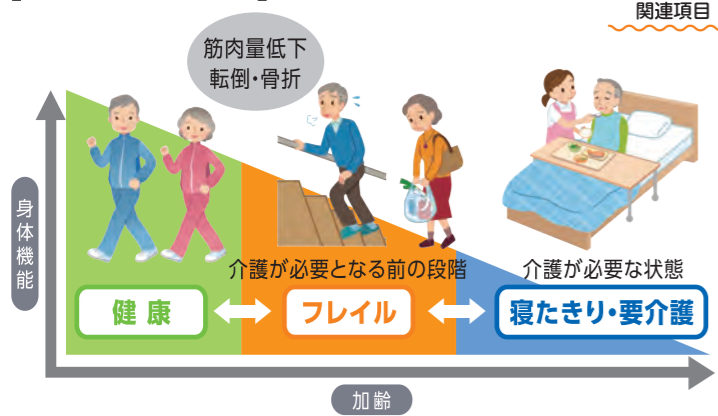 関連項目
筋肉量低下
転倒・骨折
身体機能
介護が必要となる前の段階
介護が必要な状態
健康
フレイル
寝たきり・要介護
加齢